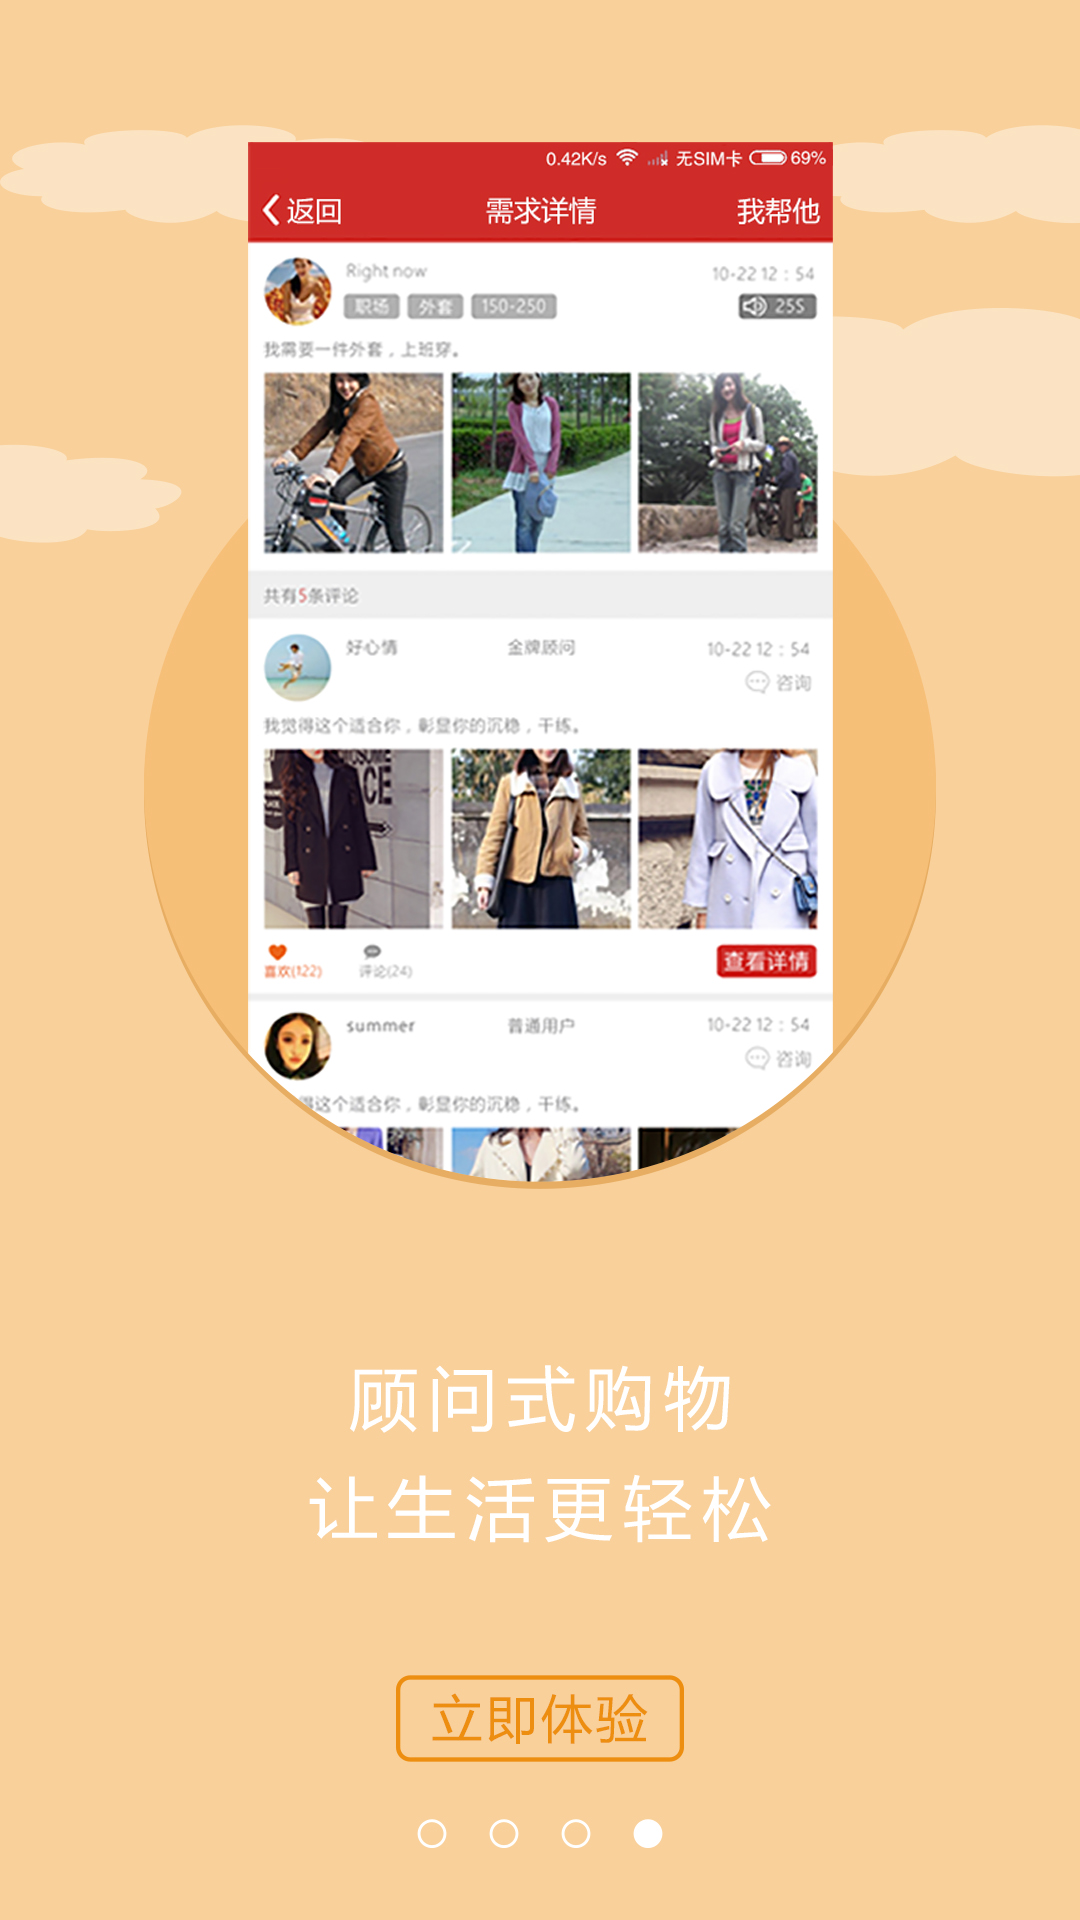 0.42K/s 无SIM卡 69%
返回 需求详情 我帮他
Right now 10-22 12：54
职场 外套 150-250 25S
我需要一件外套，上班穿。
共有5条评论
好心情 金牌顾问 10-22 12：54
咨询
我觉得这个适合你，彰显你的沉稳，干练。
喜欢(122) 评论(24) 查看详情
summer 普通用户 10-22 12：54
咨询
得这个适合你，彰显你的沉稳，干练。
顾问式购物
让生活更轻松
立即体验